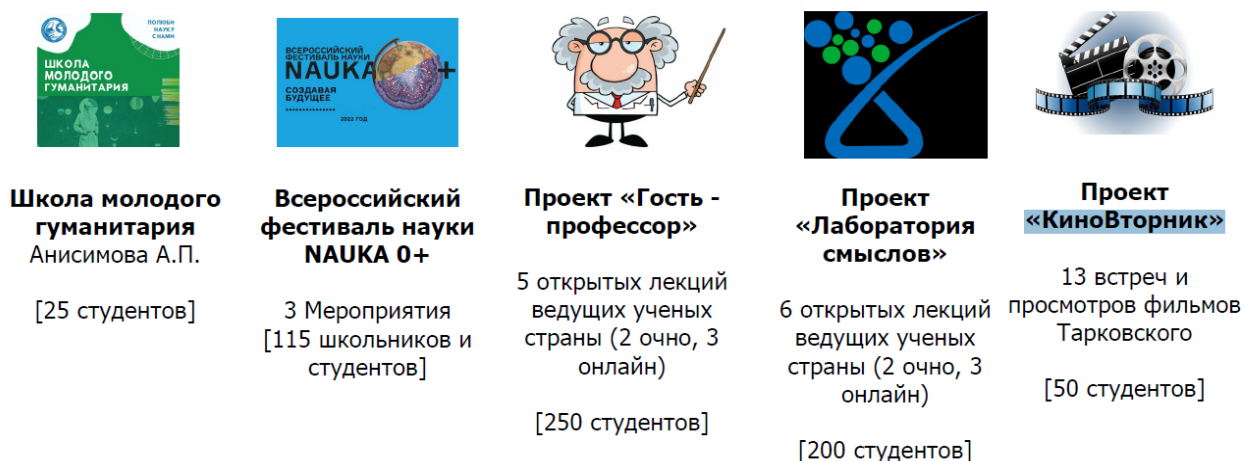 ПОЛЮБИ
НАУКУ
С НАМИ
ШКОЛА
МОЛОДОГО
ГУМАНИТАРИЯ
ВСЕРОССИЙСКИЙ
ФЕСТИВАЛЬ НАУКИ
NAUKA +
СОЗДАВАЯ
БУДУЩЕЕ
2022 ГОД
Школа молодого
гуманитария
Анисимова А.П.
[25 студентов]
Всероссийский
фестиваль науки
NAUKA 0+
3 Мероприятия
[115 школьников и
студентов]
Проект «Гость -
профессор»
5 открытых лекций
ведущих ученых
страны (2 очно, 3
онлайн)
[250 студентов]
Проект
«Лаборатория
смыслов»
6 открытых лекций
ведущих ученых
страны (2 очно, 3
онлайн)
[200 студентов]
Проект
«КиноВторник»
13 встреч и
просмотров фильмов
Тарковского
[50 студентов]